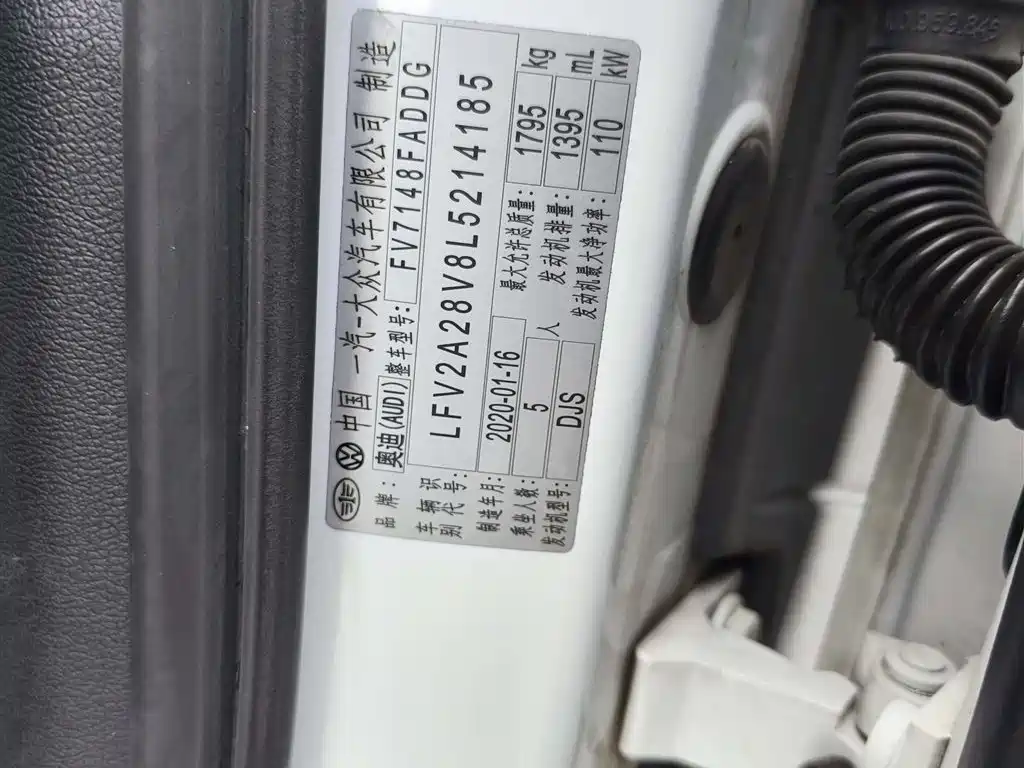 中国 一汽-大众汽车有限公司 制造
品牌: 奥迪(AUDI) 整车型号: FV7148FADDG
车辆识别代号: LFV2A28V8L5214185
制造年月: 2020-01-16 最大允许总质量: 1795 kg
乘坐人数: 5 人 发动机排量: 1395 mL
发动机型号: DJS 发动机最大净功率: 110 kW